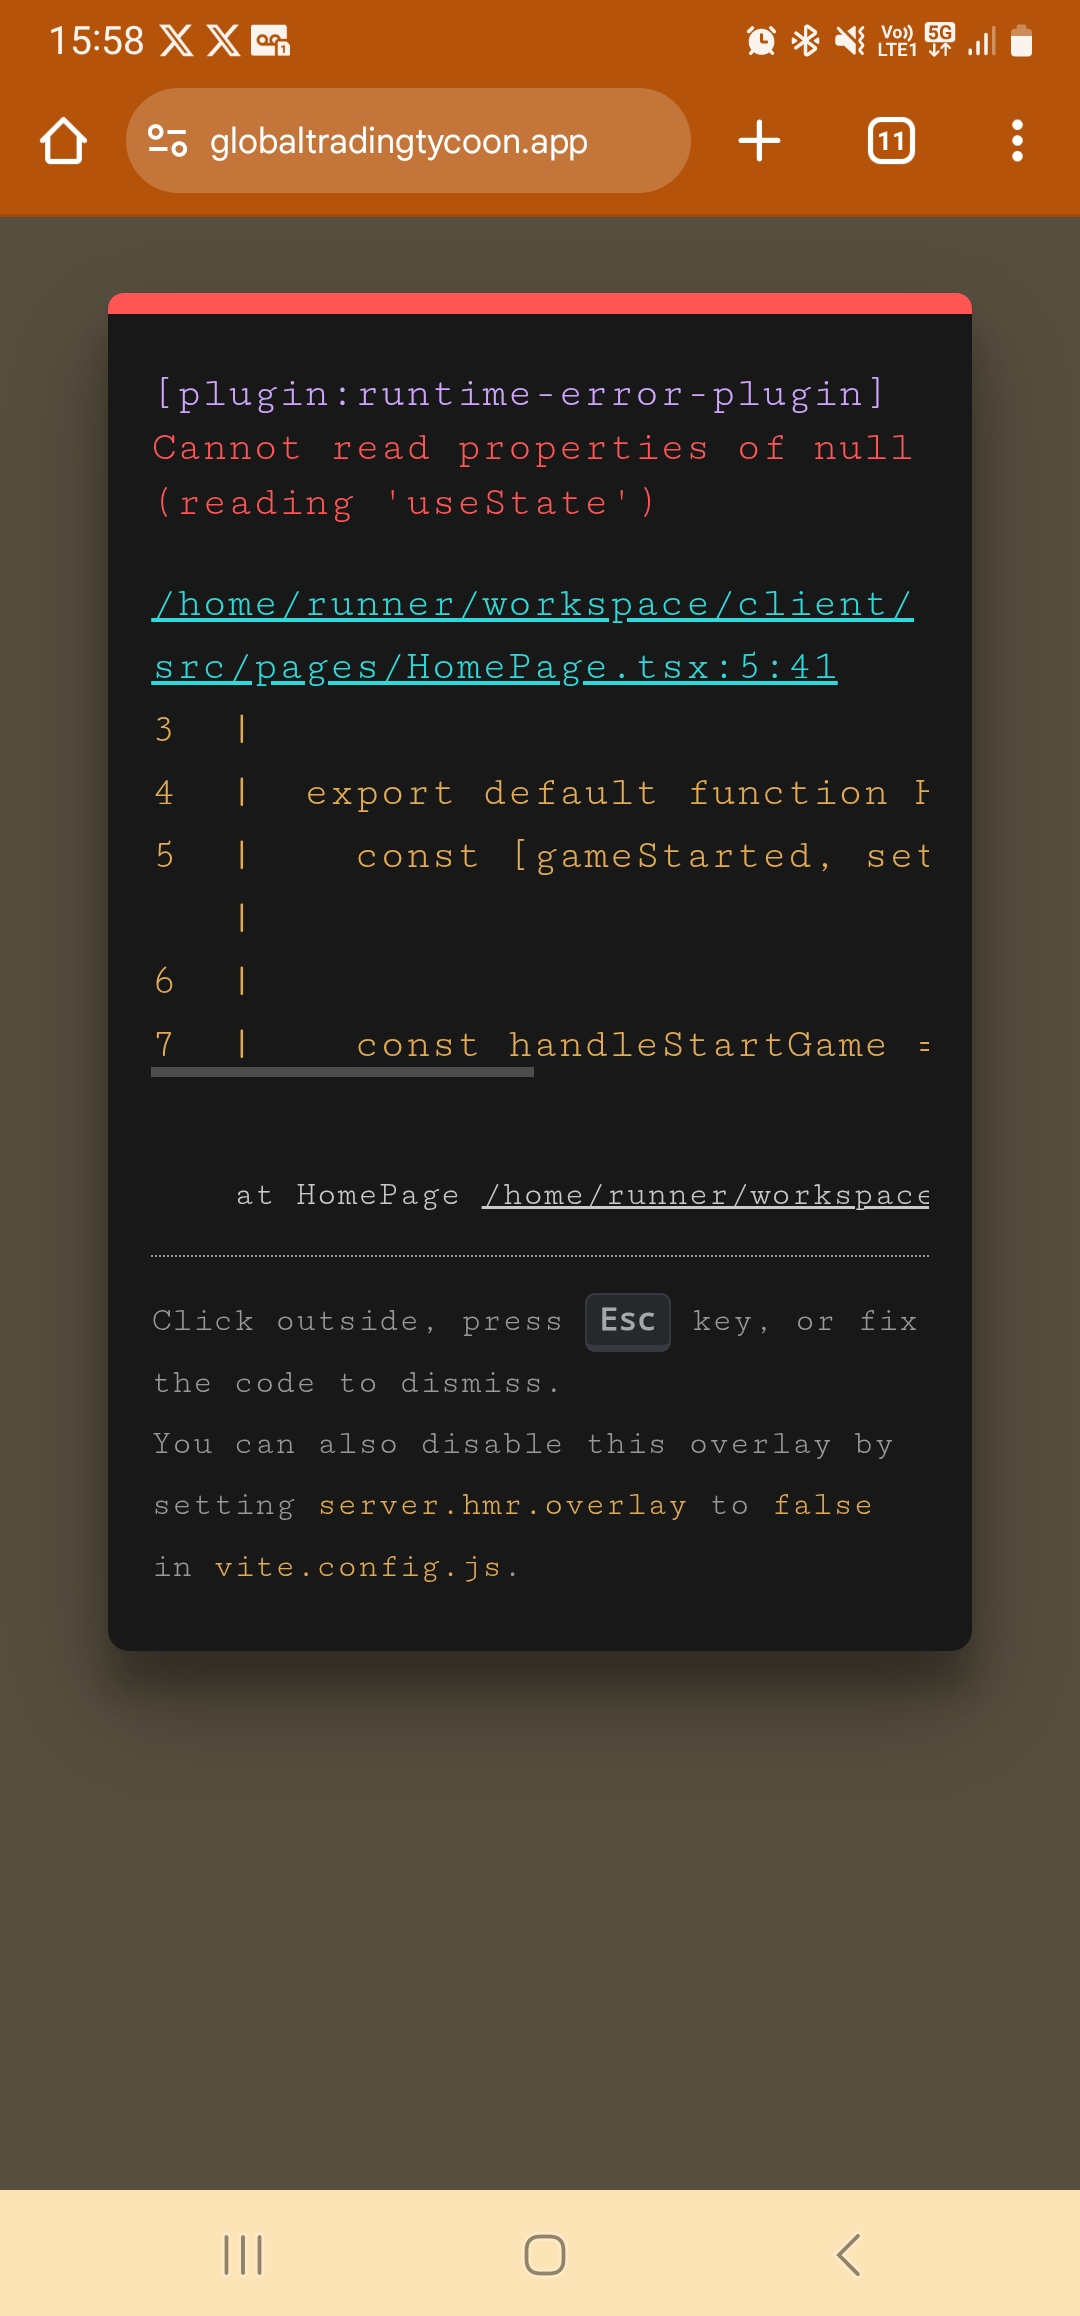 15:58
Vo)) 5G
LTE1
globaltradingtycoon.app
11
[plugin:runtime-error-plugin]
Cannot read properties of null
(reading 'useState')
/home/runner/workspace/client/
src/pages/HomePage.tsx:5:41
3 |
4 | export default function H
5 | const [gameStarted, set
|
6 |
7 | const handleStartGame =
at HomePage /home/runner/workspace
Click outside, press Esc key, or fix
the code to dismiss.
You can also disable this overlay by
setting server.hmr.overlay to false
in vite.config.js.